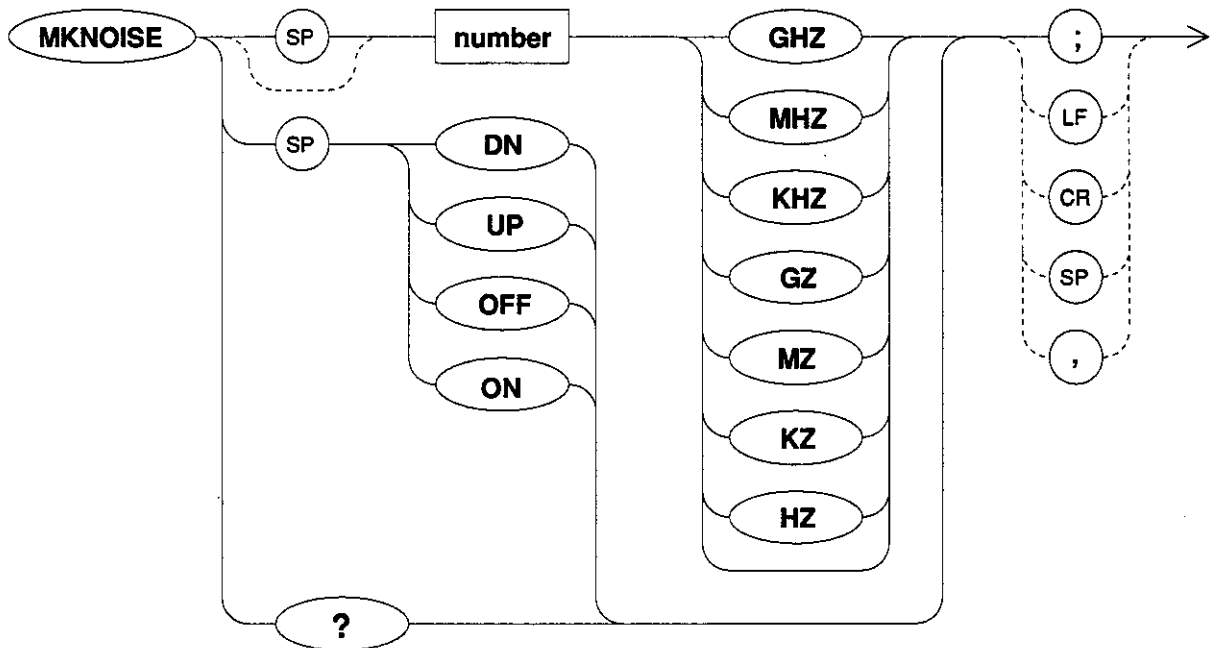 MKNOISE SP number GHZ ;
MHZ LF
SP DN
UP KHZ CR
OFF GZ SP
ON MZ ,
KZ
HZ
?